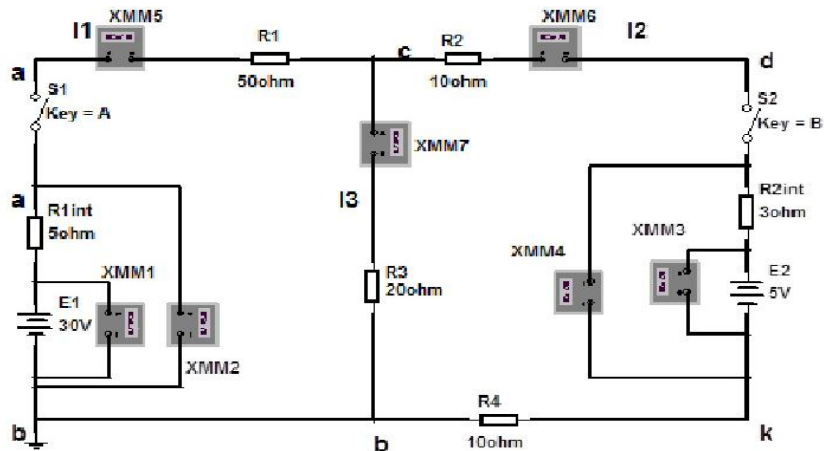 I1
XMM5
R1
50ohm
c
R2
10ohm
XMM6
I2
a
d
S1
Key = A
S2
Key = B
XMM7
a
R1int
5ohm
I3
R2int
3ohm
XMM1
XMM4
XMM3
E1
30V
R3
20ohm
E2
5V
XMM2
R4
10ohm
b
b
k